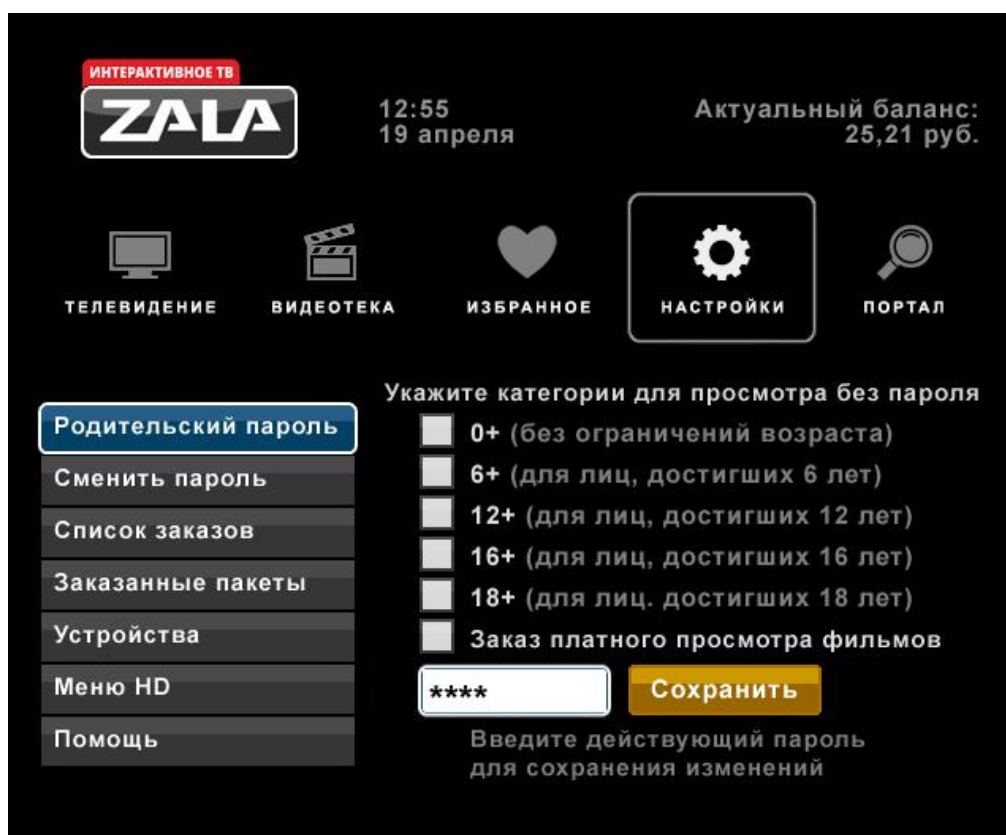 ИНТЕРАКТИВНОЕ ТВ
ZALA
12:55
19 апреля
Актуальный баланс:
25,21 руб.
ТЕЛЕВИДЕНИЕ
ВИДЕОТЕКА
ИЗБРАННОЕ
НАСТРОЙКИ
ПОРТАЛ
Родительский пароль
Сменить пароль
Список заказов
Заказанные пакеты
Устройства
Меню HD
Помощь
Укажите категории для просмотра без пароля
0+ (без ограничений возраста)
6+ (для лиц, достигших 6 лет)
12+ (для лиц, достигших 12 лет)
16+ (для лиц, достигших 16 лет)
18+ (для лиц. достигших 18 лет)
Заказ платного просмотра фильмов
****
Сохранить
Введите действующий пароль
для сохранения изменений